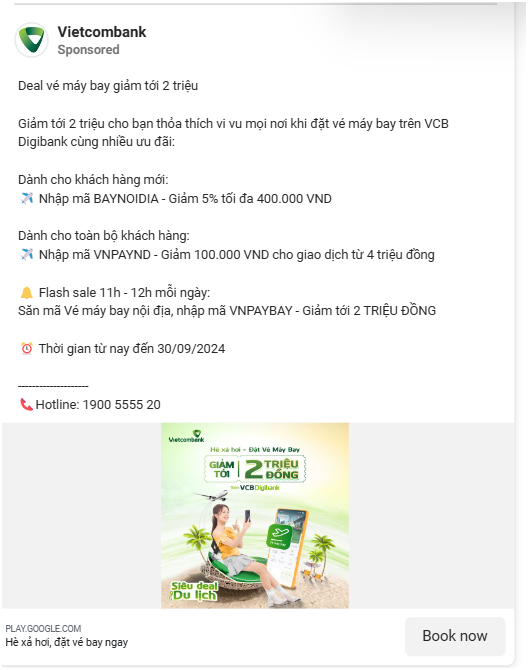 Vietcombank
Sponsored
Deal vé máy bay giảm tới 2 triệu
Giảm tới 2 triệu cho bạn thỏa thích vi vu mọi nơi khi đặt vé máy bay trên VCB
Digibank cùng nhiều ưu đãi:
Dành cho khách hàng mới:
✈️ Nhập mã BAYNOIDIA - Giảm 5% tối đa 400.000 VND
Dành cho toàn bộ khách hàng:
✈️ Nhập mã VNPAYND - Giảm 100.000 VND cho giao dịch từ 4 triệu đồng
🔔 Flash sale 11h - 12h mỗi ngày:
Săn mã Vé máy bay nội địa, nhập mã VNPAYBAY - Giảm tới 2 TRIỆU ĐỒNG
⏰ Thời gian từ nay đến 30/09/2024
--------------------
📞 Hotline: 1900 5555 20
Vietcombank
Hè xả hơi - Đặt Vé Máy Bay
GIẢM TỚI 2 TRIỆU ĐỒNG
VCBDigibank
Siêu deal
Du lịch
PLAY.GOOGLE.COM
Hè xả hơi, đặt vé bay ngay
Book now